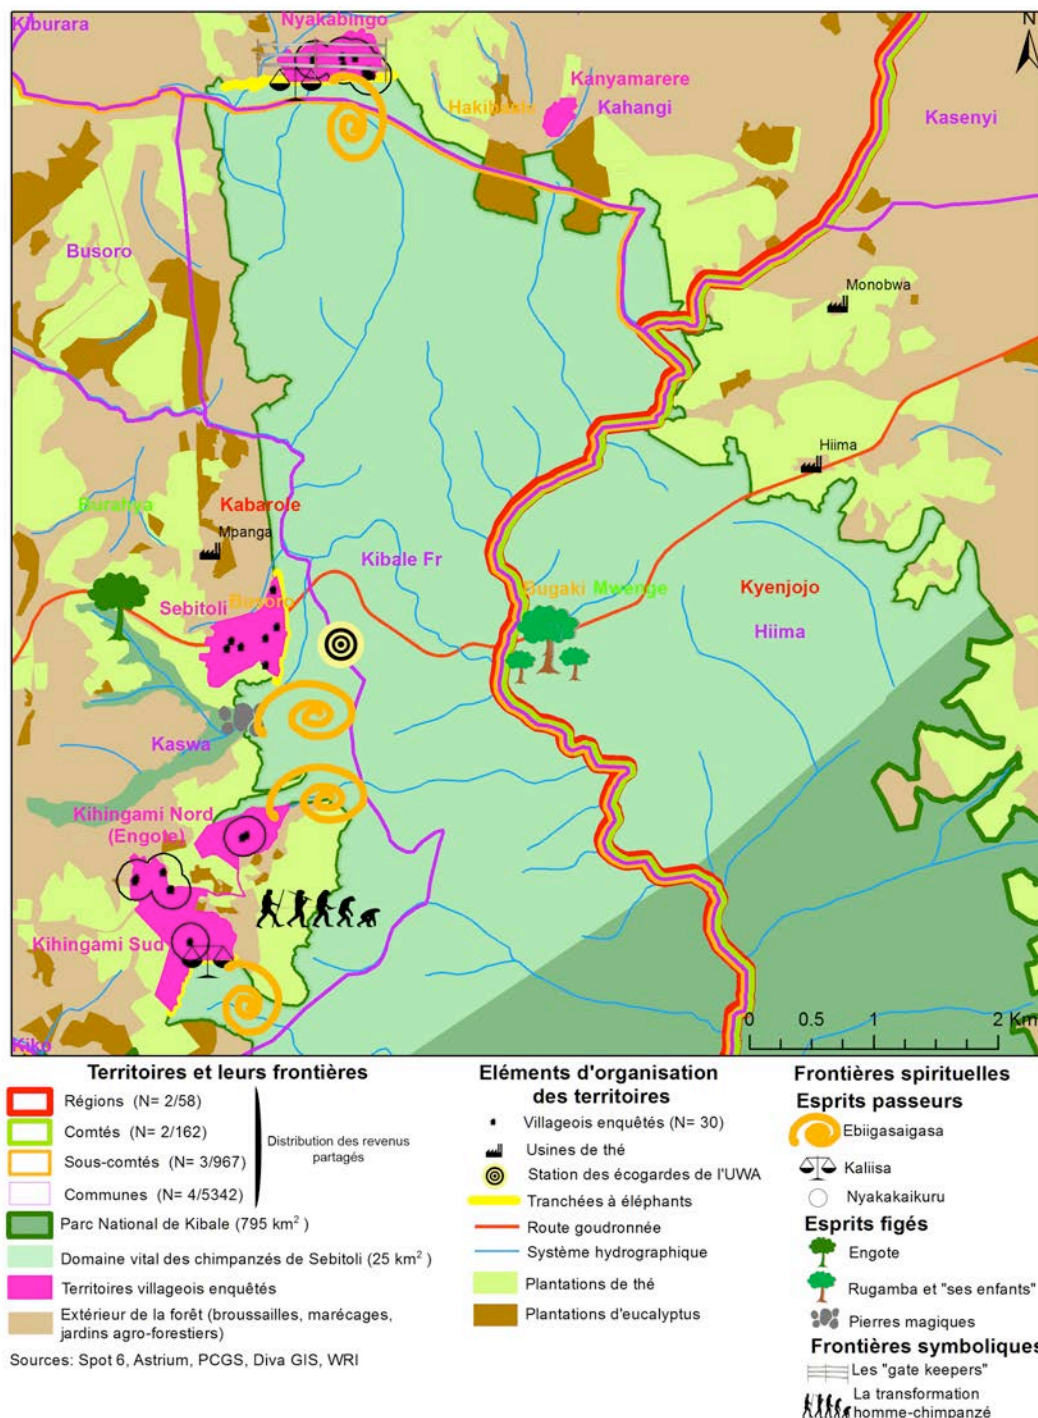 Kiburara
Nyakabingo
N
Kanyamarere
Hakibaale
Kahangi
Kasenyi
Busoro
Monobwa
Hiima
Burahya
Kabarole
Mpanga
Kibale Fr
Bugaki Mwenge
Kyenjojo
Sebitoli
Busoro
Hiima
Kaswa
Kihingami Nord
(Engote)
Kihingami Sud
Kiko
0 0.5 1 2 Km
Territoires et leurs frontières
Régions (N= 2/58)
Comtés (N= 2/162)
Sous-comtés (N= 3/967)
Communes (N= 4/5342)
Distribution des revenus
partagés
Parc National de Kibale (795 km²)
Domaine vital des chimpanzés de Sebitoli (25 km²)
Territoires villageois enquêtés
Extérieur de la forêt (broussailles, marécages,
jardins agro-forestiers)
Sources: Spot 6, Astrium, PCGS, Diva GIS, WRI
Eléments d'organisation
des territoires
Villageois enquêtés (N= 30)
Usines de thé
Station des écogardes de l'UWA
Tranchées à éléphants
Route goudronnée
Système hydrographique
Plantations de thé
Plantations d'eucalyptus
Frontières spirituelles
Esprits passeurs
Ebiigasaigasa
Kaliisa
Nyakakaikuru
Esprits figés
Engote
Rugamba et "ses enfants"
Pierres magiques
Frontières symboliques
Les "gate keepers"
La transformation
homme-chimpanzé